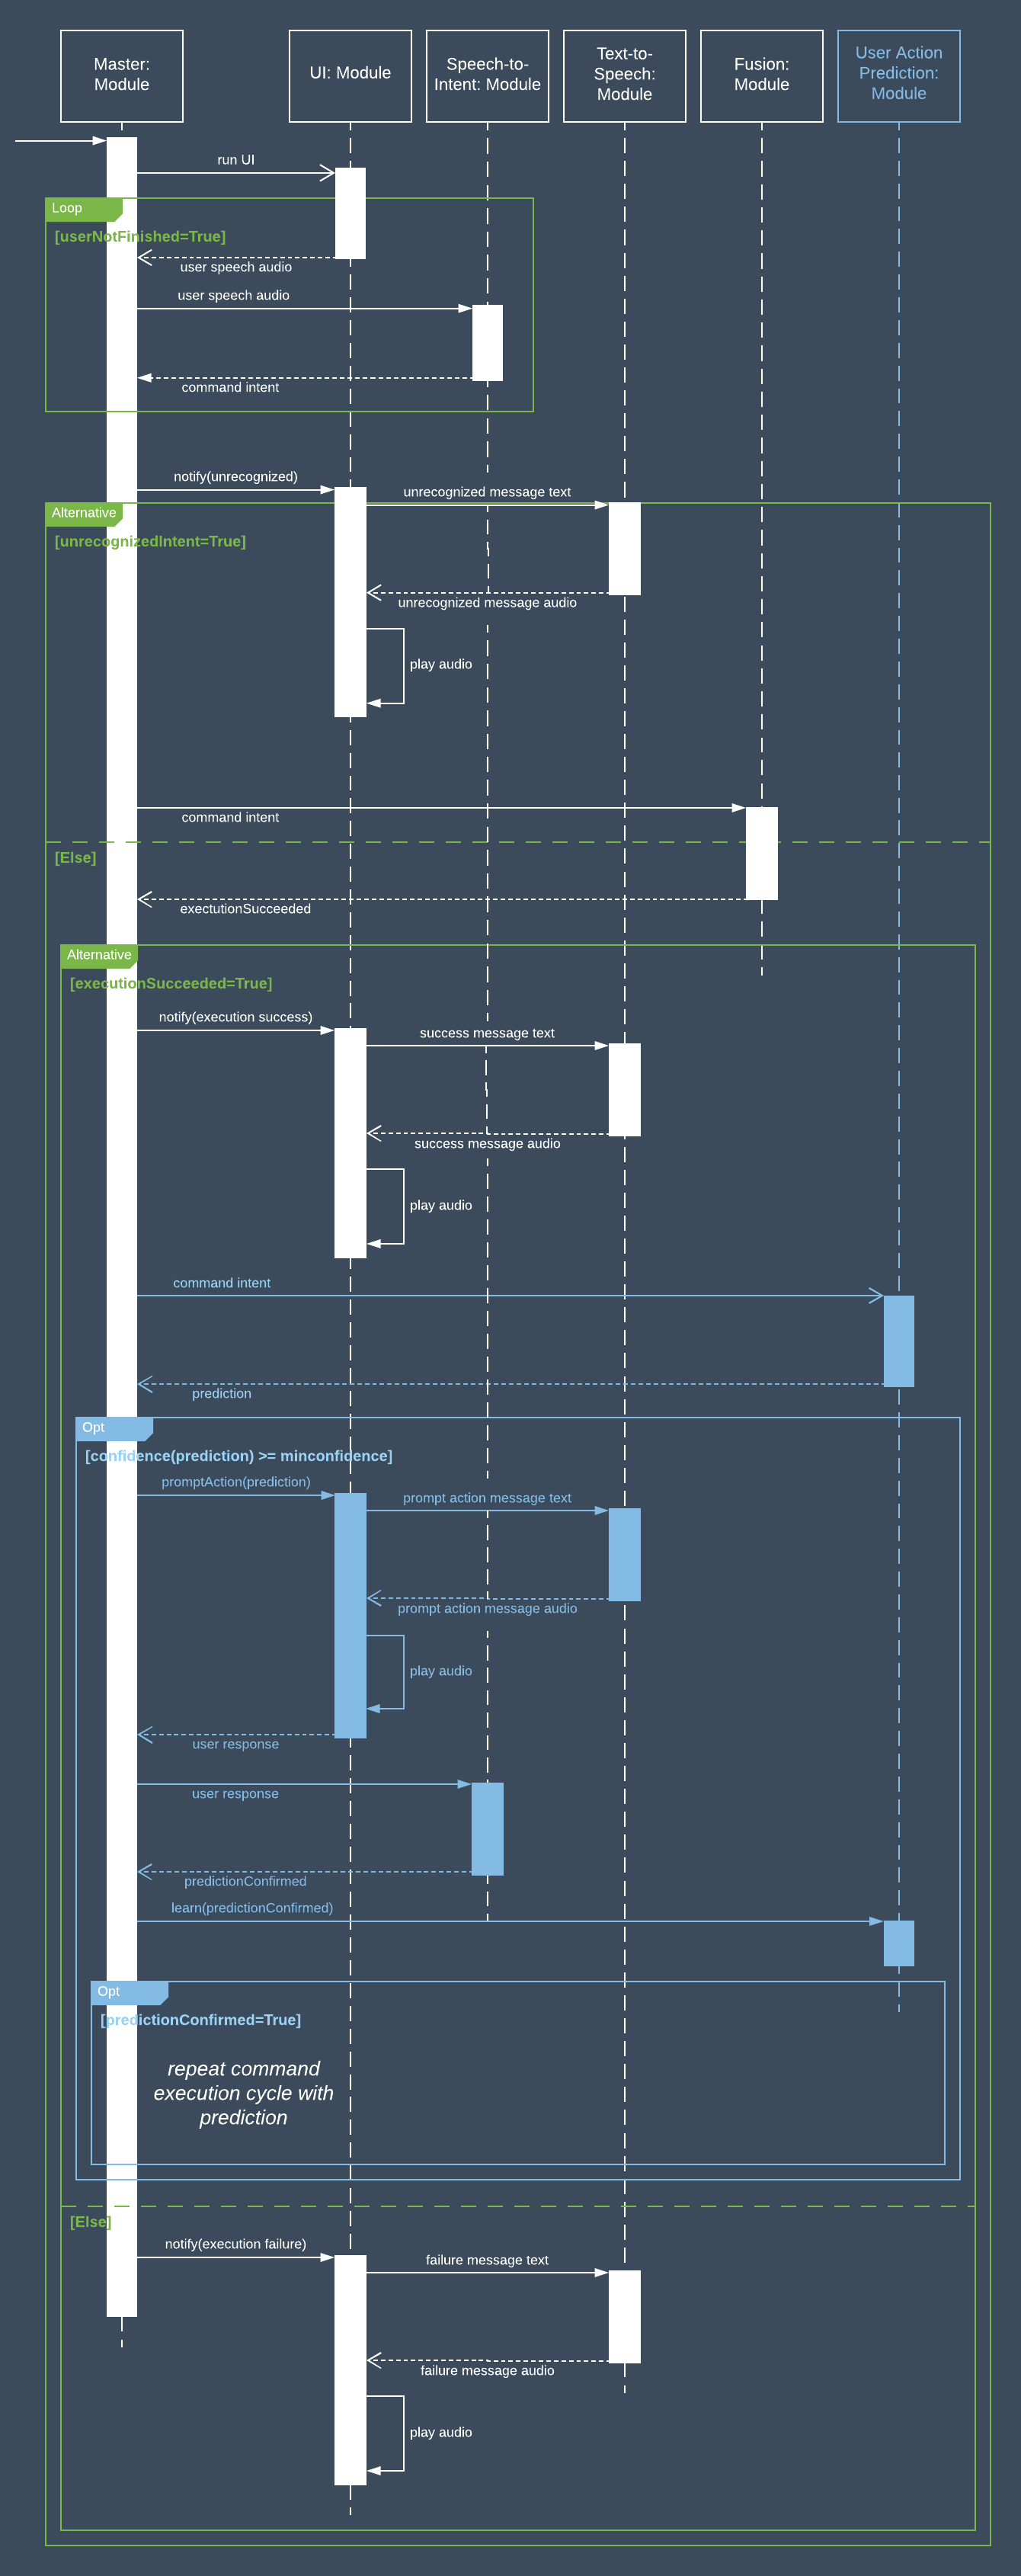 Master:
Module
UI: Module
Speech-to-
Intent: Module
Text-to-
Speech:
Module
Fusion:
Module
User Action
Prediction:
Module
run UI
Loop
[userNotFinished=True]
user speech audio
user speech audio
command intent
notify(unrecognized)
unrecognized message text
Alternative
[unrecognizedIntent=True]
unrecognized message audio
play audio
command intent
[Else]
exectutionSucceeded
Alternative
[executionSucceeded=True]
notify(execution success)
success message text
success message audio
play audio
command intent
prediction
Opt
[confidence(prediction) >= minconfidence]
promptAction(prediction)
prompt action message text
prompt action message audio
play audio
user response
user response
predictionConfirmed
learn(predictionConfirmed)
Opt
[predictionConfirmed=True]
repeat command
execution cycle with
prediction
[Else]
notify(execution failure)
failure message text
failure message audio
play audio